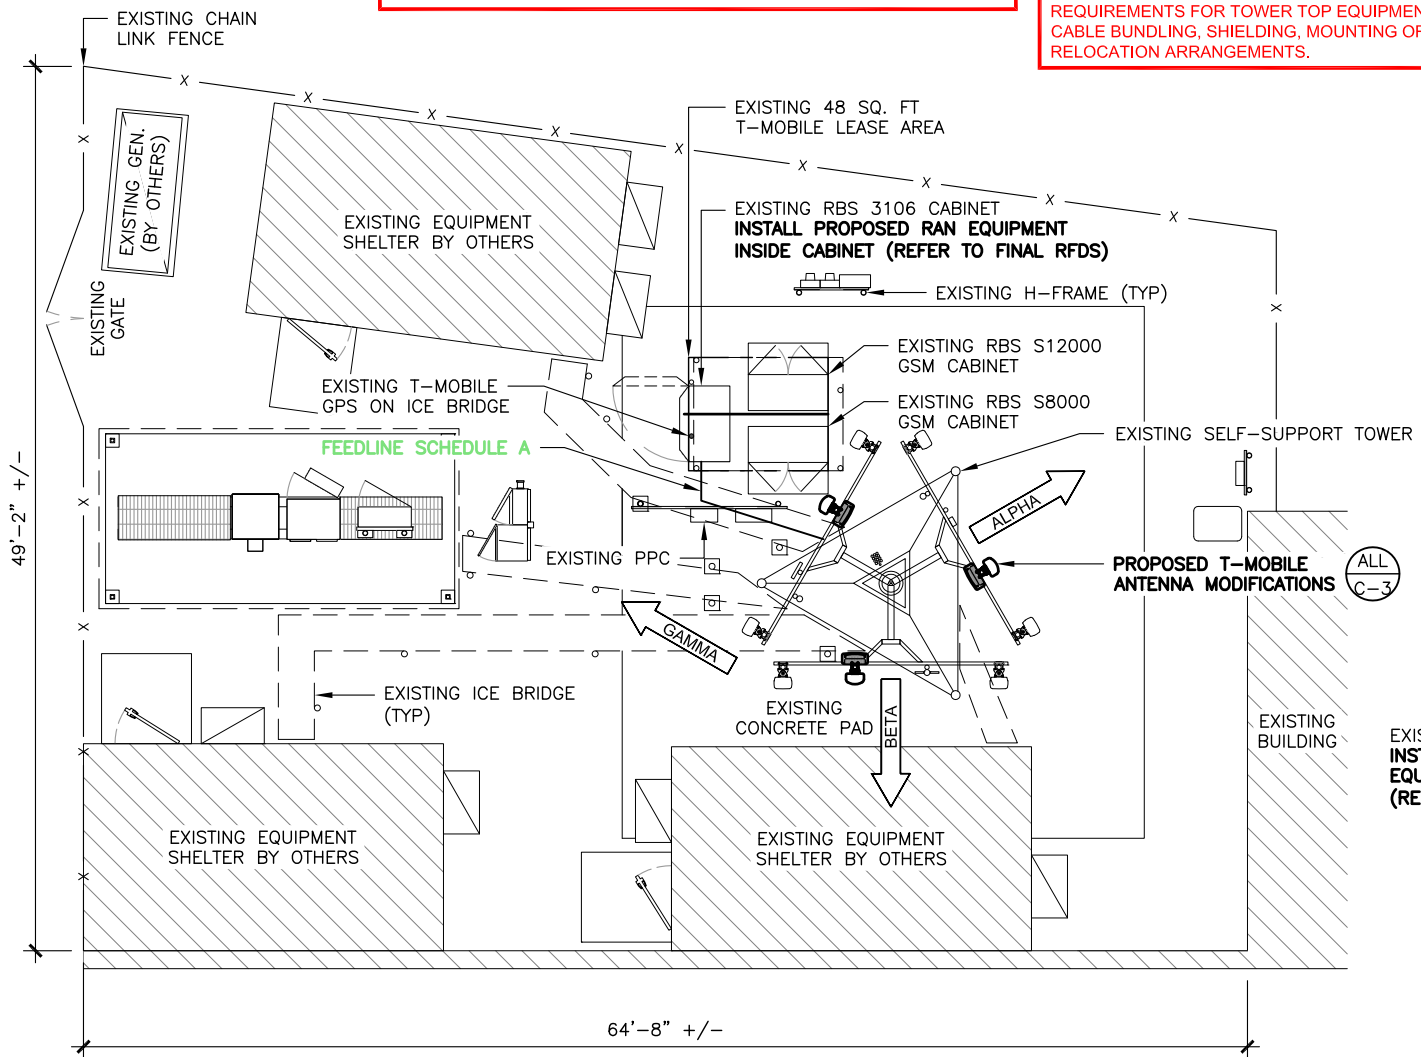 EXISTING CHAIN
LINK FENCE
REQUIREMENTS FOR TOWER TOP EQUIPMEN
CABLE BUNDLING, SHIELDING, MOUNTING OR
RELOCATION ARRANGEMENTS.
EXISTING 48 SQ. FT
T-MOBILE LEASE AREA
EXISTING GEN.
(BY OTHERS)
EXISTING EQUIPMENT
SHELTER BY OTHERS
EXISTING RBS 3106 CABINET
INSTALL PROPOSED RAN EQUIPMENT
INSIDE CABINET (REFER TO FINAL RFDS)
EXISTING H-FRAME (TYP)
EXISTING
GATE
EXISTING RBS S12000
GSM CABINET
EXISTING T-MOBILE
GPS ON ICE BRIDGE
EXISTING RBS S8000
GSM CABINET
FEEDLINE SCHEDULE A
EXISTING SELF-SUPPORT TOWER
ALPHA
49'-2" +/-
EXISTING PPC
PROPOSED T-MOBILE
ANTENNA MODIFICATIONS
ALL
C-3
GAMMA
EXISTING ICE BRIDGE
(TYP)
EXISTING
CONCRETE PAD
BETA
EXISTING
BUILDING
EXIS
INST
EQU
(RE
EXISTING EQUIPMENT
SHELTER BY OTHERS
EXISTING EQUIPMENT
SHELTER BY OTHERS
64'-8" +/-